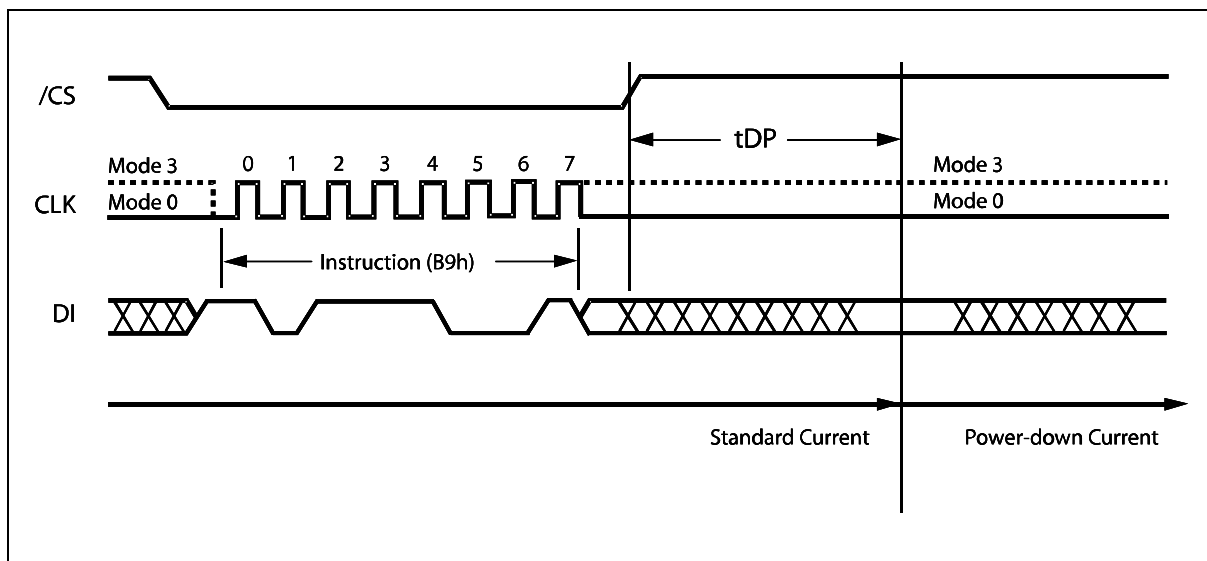 /CS
tDP
Mode 3
0 1 2 3 4 5 6 7
Mode 3
CLK
Mode 0
Mode 0
Instruction (B9h)
DI
Standard Current
Power-down Current